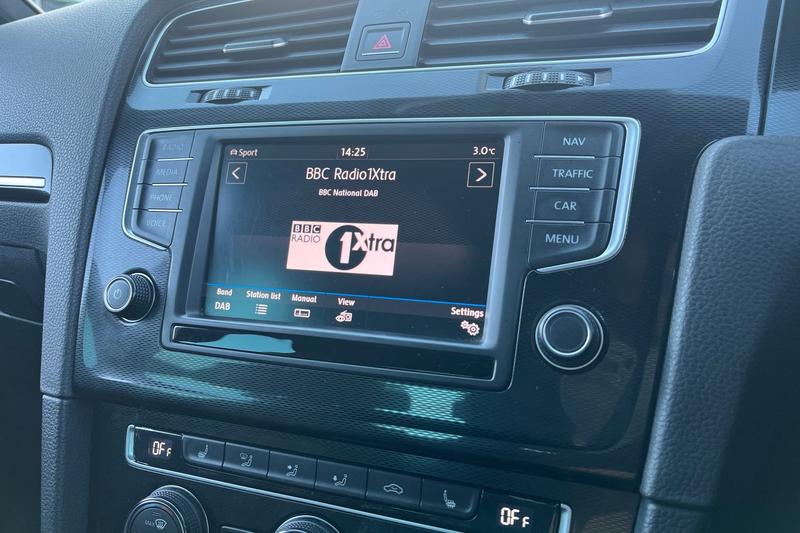 RADIO
MEDIA
PHONE
VOICE
Sport 14:25 3.0℃
BBC Radio1Xtra
BBC National DAB
BBC
RADIO
1Xtra
Band Station list Manual View Settings
DAB
NAV
TRAFFIC
CAR
MENU
OFF
OFF
MAX